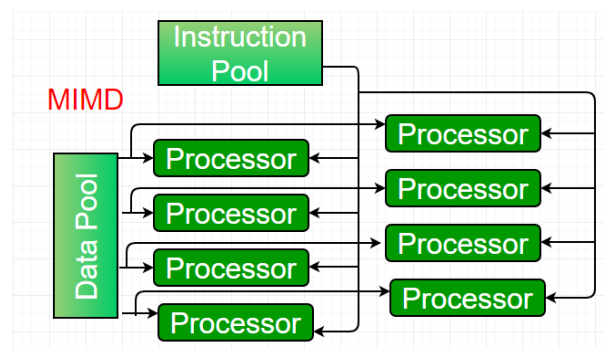 Instruction
Pool
MIMD
Processor
Processor
Processor
Processor
Data Pool
Processor
Processor
Processor
Processor